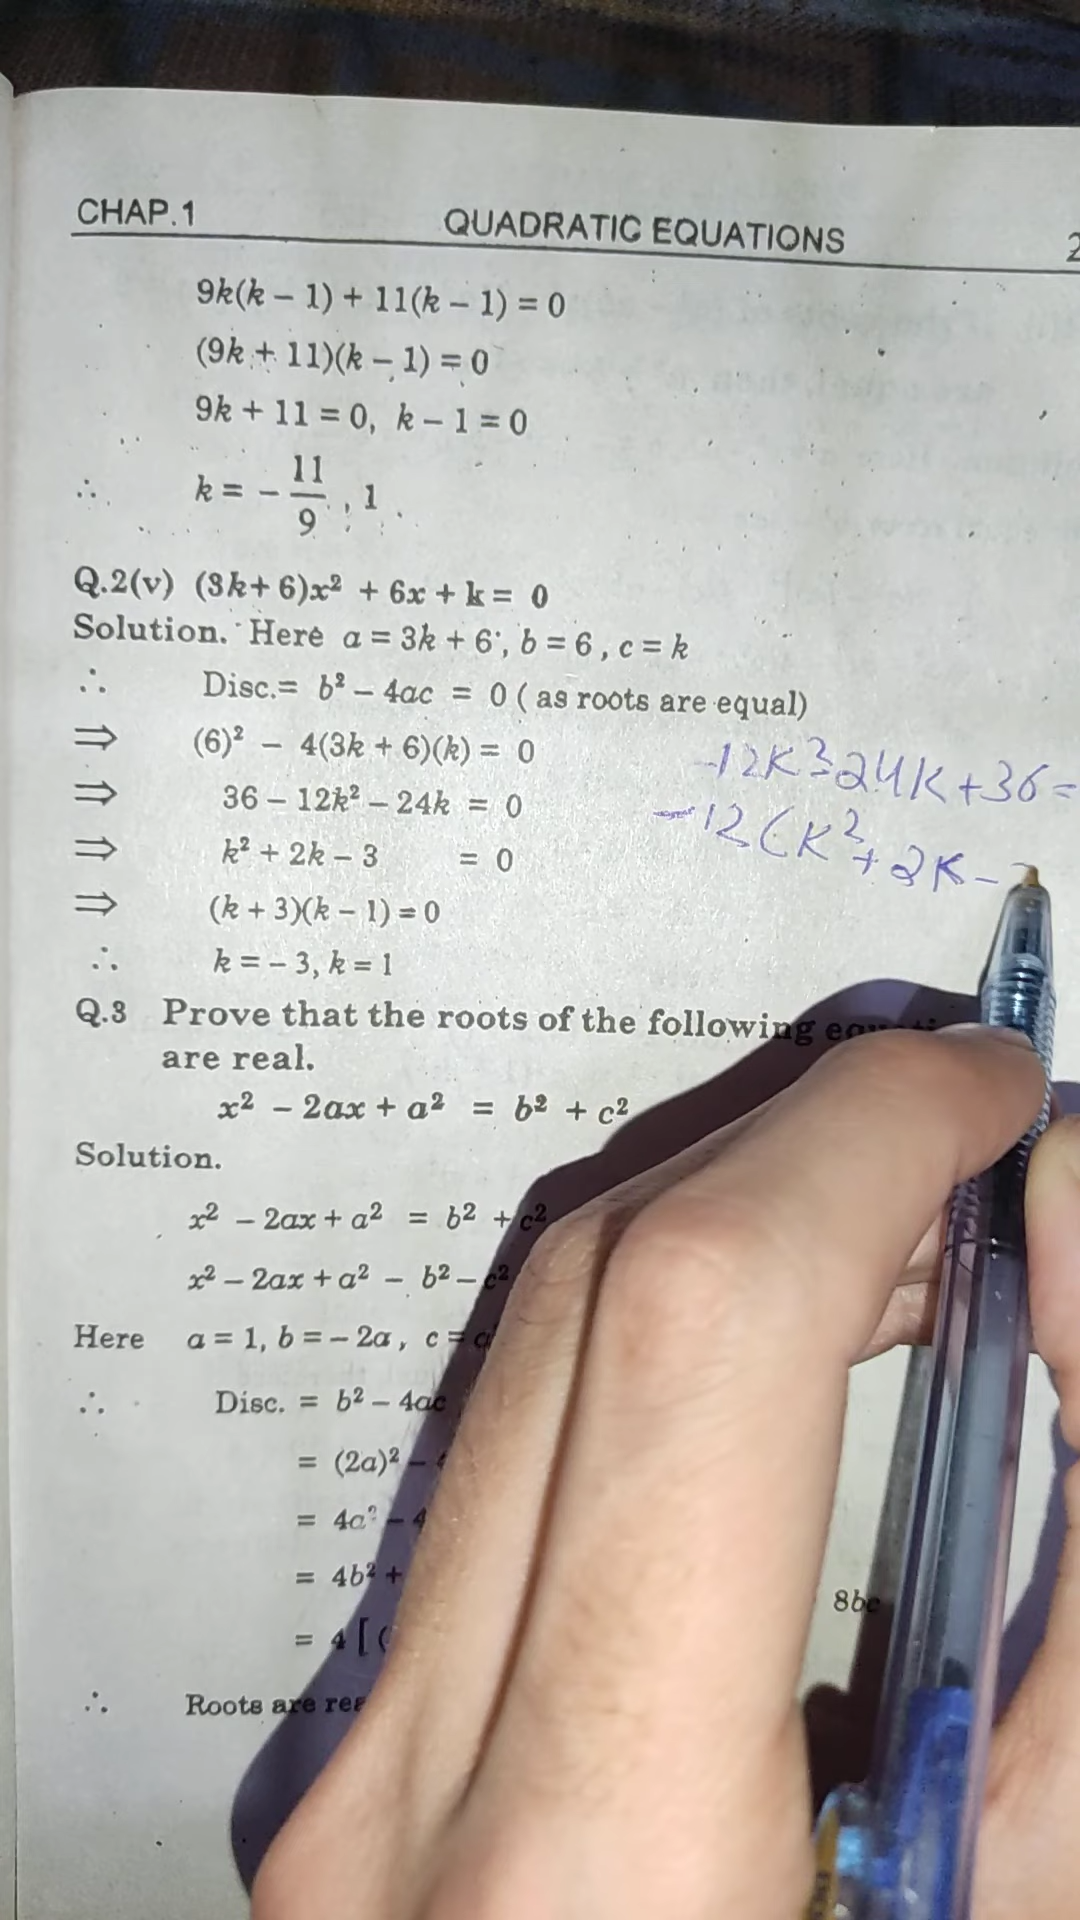 CHAP.1 QUADRATIC EQUATIONS 2
9k(k – 1) + 11(k – 1) = 0
(9k + 11)(k – 1) = 0
9k + 11 = 0, k – 1 = 0
∴ k = – 11/9 , 1
Q.2(v) (3k+ 6)x² + 6x + k = 0
Solution. Here a = 3k + 6 , b = 6 , c = k
∴ Disc.= b² – 4ac = 0 ( as roots are equal)
⇒ (6)² – 4(3k + 6)(k) = 0
-12K²-24K+36=
⇒ 36 – 12k² – 24k = 0
-12(K²+2K-
⇒ k² + 2k – 3 = 0
⇒ (k + 3)(k – 1) = 0
∴ k = – 3, k = 1
Q.3 Prove that the roots of the following
are real.
x² – 2ax + a² = b² + c²
Solution.
x² – 2ax + a² = b² + c²
x² – 2ax + a² – b² – c²
Here a = 1, b = – 2a , c =
∴ Disc. = b² – 4ac
= (2a)² –
= 4a² – 4
= 4b² + 8bc
= 4 [ (
∴ Roots are